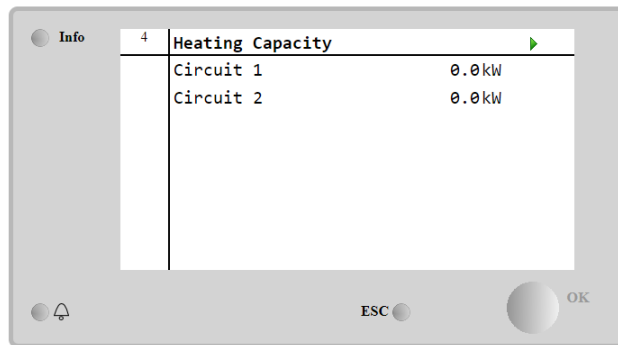 Info
4 Heating Capacity
Circuit 1 0.0kW
Circuit 2 0.0kW
ESC
OK